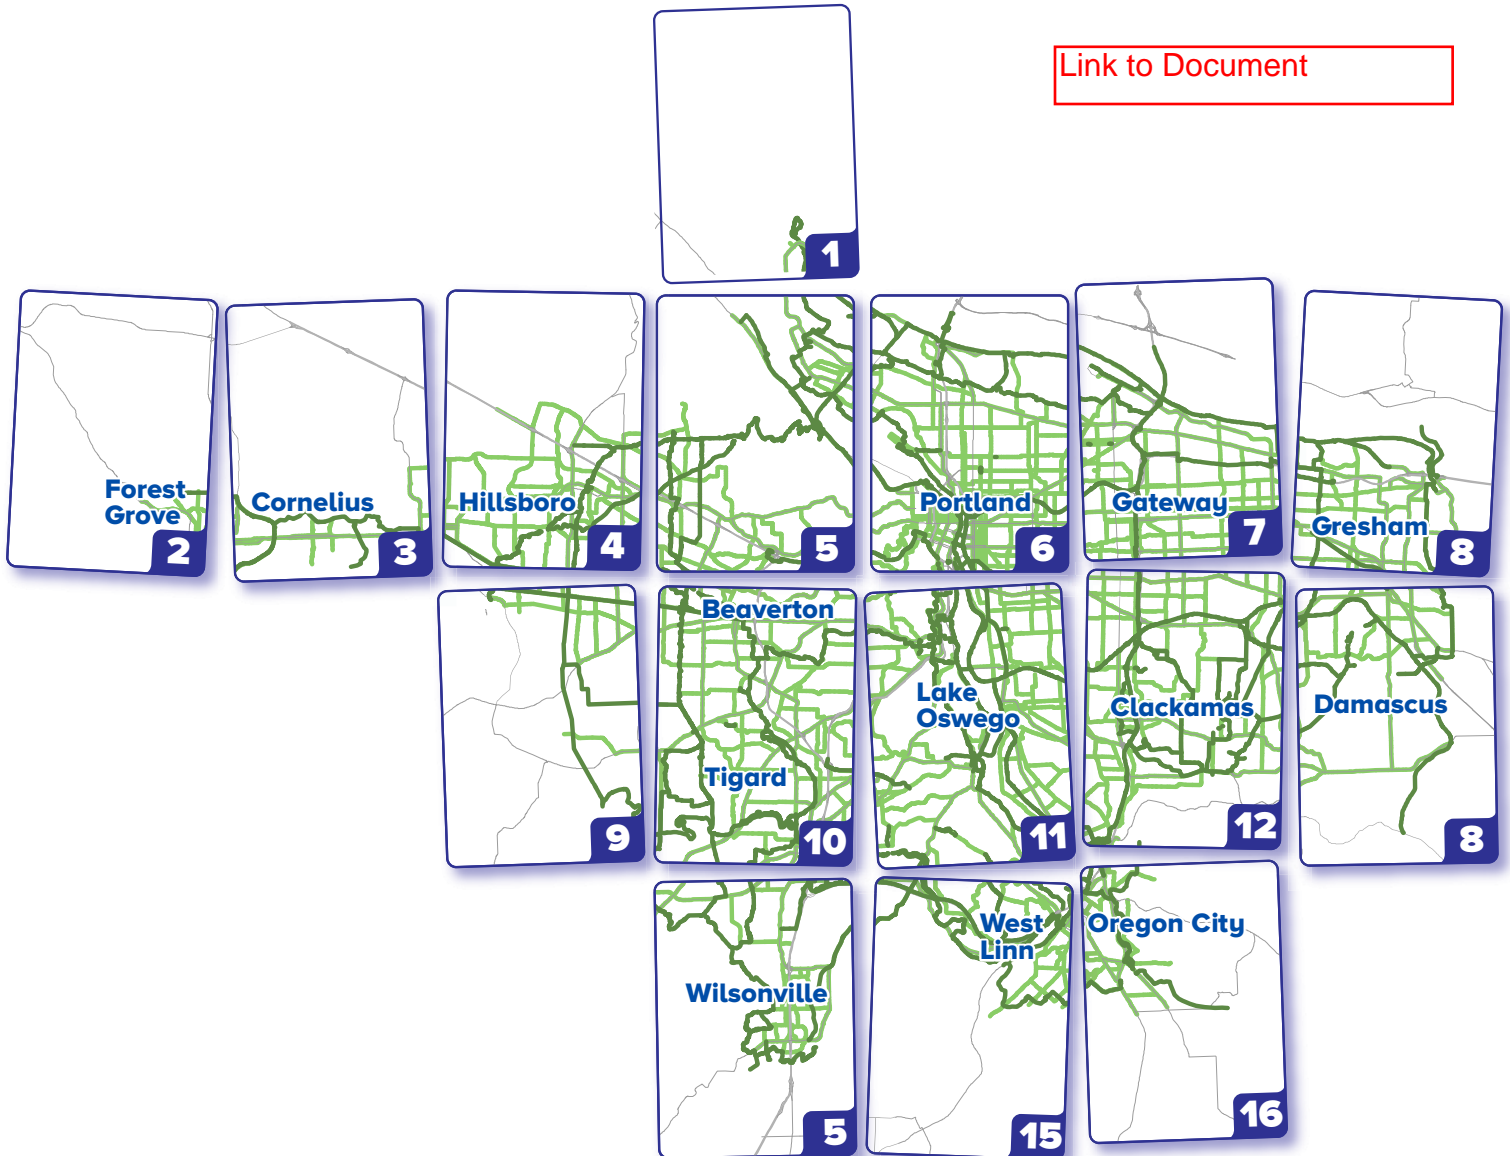 Link to Document
1
Forest
Grove
2
Cornelius
3
Hillsboro
4
5
Portland
6
Gateway
7
Gresham
8
9
Beaverton
Tigard
10
Lake
Oswego
11
Clackamas
12
Damascus
8
Wilsonville
5
West
Linn
15
Oregon City
16